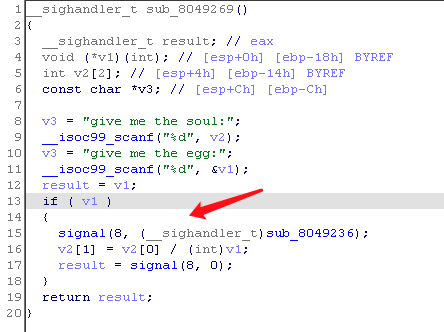 1 __sighandler_t sub_8049269()
2 {
3 __sighandler_t result; // eax
4 void (*v1)(int); // [esp+0h] [ebp-18h] BYREF
5 int v2[2]; // [esp+4h] [ebp-14h] BYREF
6 const char *v3; // [esp+Ch] [ebp-Ch]
7
8 v3 = "give me the soul:";
9 __isoc99_scanf("%d", v2);
10 v3 = "give me the egg:";
11 __isoc99_scanf("%d", &v1);
12 result = v1;
13 if ( v1 )
14 {
15 signal(8, (__sighandler_t)sub_8049236);
16 v2[1] = v2[0] / (int)v1;
17 result = signal(8, 0);
18 }
19 return result;
20 }